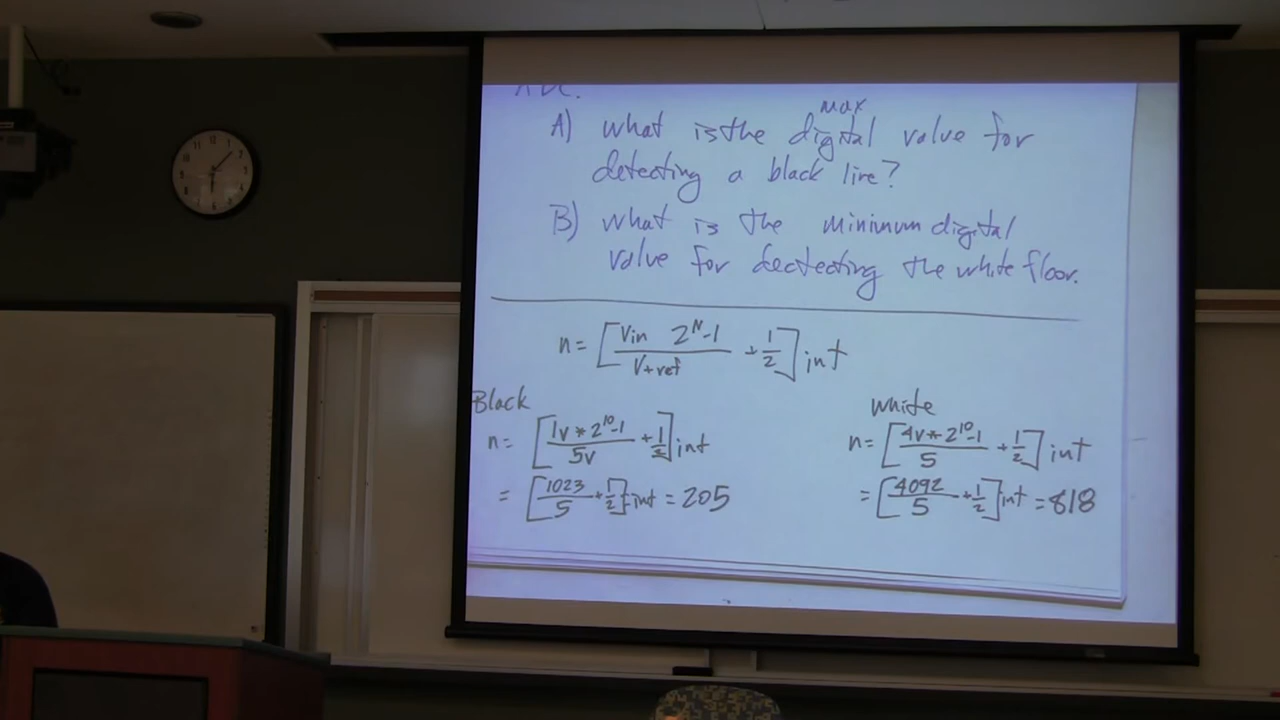 ADC.
max
A) what is the digital value for
detecting a black line?
B) what is the minimum digital
value for dectecting the white floor.
n = [Vin 2^N-1 / V+ref + 1/2] int
Black
n = [1V * 2^10-1 / 5V + 1/2] int
= [1023 / 5 + 1/2] int = 205
white
n = [4V * 2^10-1 / 5 + 1/2] int
= [4092 / 5 + 1/2] int = 818